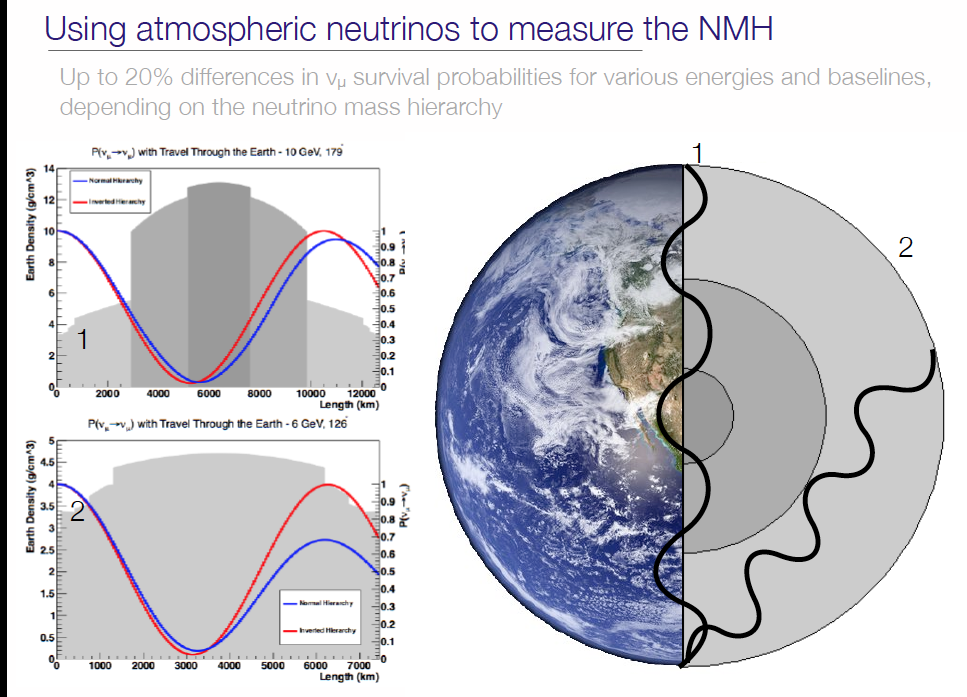 Using atmospheric neutrinos to measure the NMH
Up to 20% differences in νμ survival probabilities for various energies and baselines,
depending on the neutrino mass hierarchy
P(νμ→νμ) with Travel Through the Earth - 10 GeV, 179°
Earth Density (g/cm^3)
14
12
10
8
6
4
2
0
Normal Hierarchy
Inverted Hierarchy
1
1
0.9
0.8
0.7
0.6
0.5
0.4
0.3
0.2
0.1
0
0 2000 4000 6000 8000 10000 12000
Length (km)
P(νμ→νμ) with Travel Through the Earth - 6 GeV, 126°
Earth Density (g/cm^3)
5
4.5
4
3.5
3
2.5
2
1.5
1
0.5
0
2
Normal Hierarchy
Inverted Hierarchy
1
0.9
0.8
0.7
0.6
0.5
0.4
0.3
0.2
0.1
0
P(νμ→νμ)
0 1000 2000 3000 4000 5000 6000 7000
Length (km)
1
2